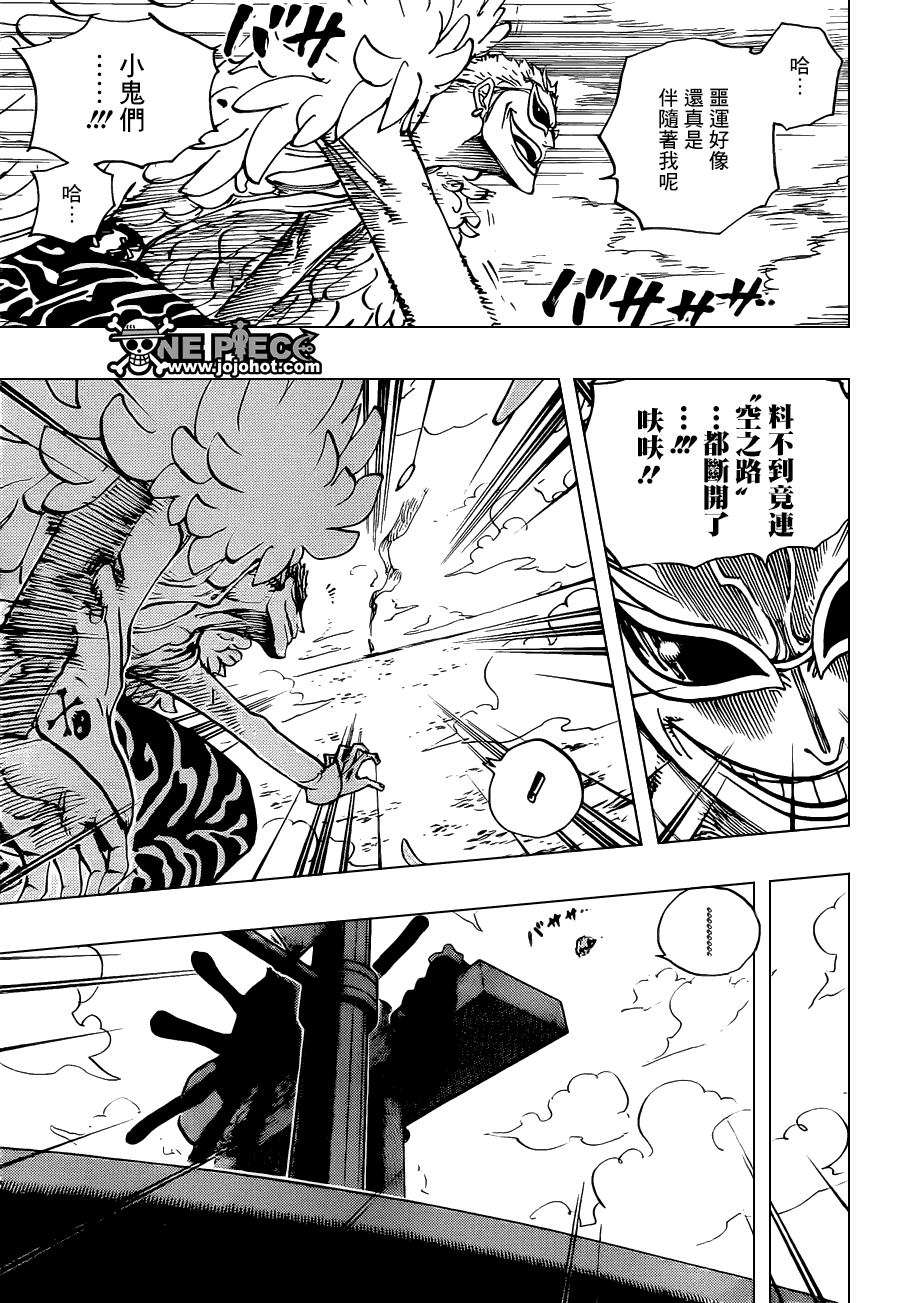 哈…
噩運好像
還真是
伴隨著我呢
小鬼們
……!!!
哈…
バサッ
バサササ…
ONE PIECE
www.jojohot.com
料不到竟連
"空之路"
…都斷開了
…!!!
呋呋!!
!
…………
バササ…